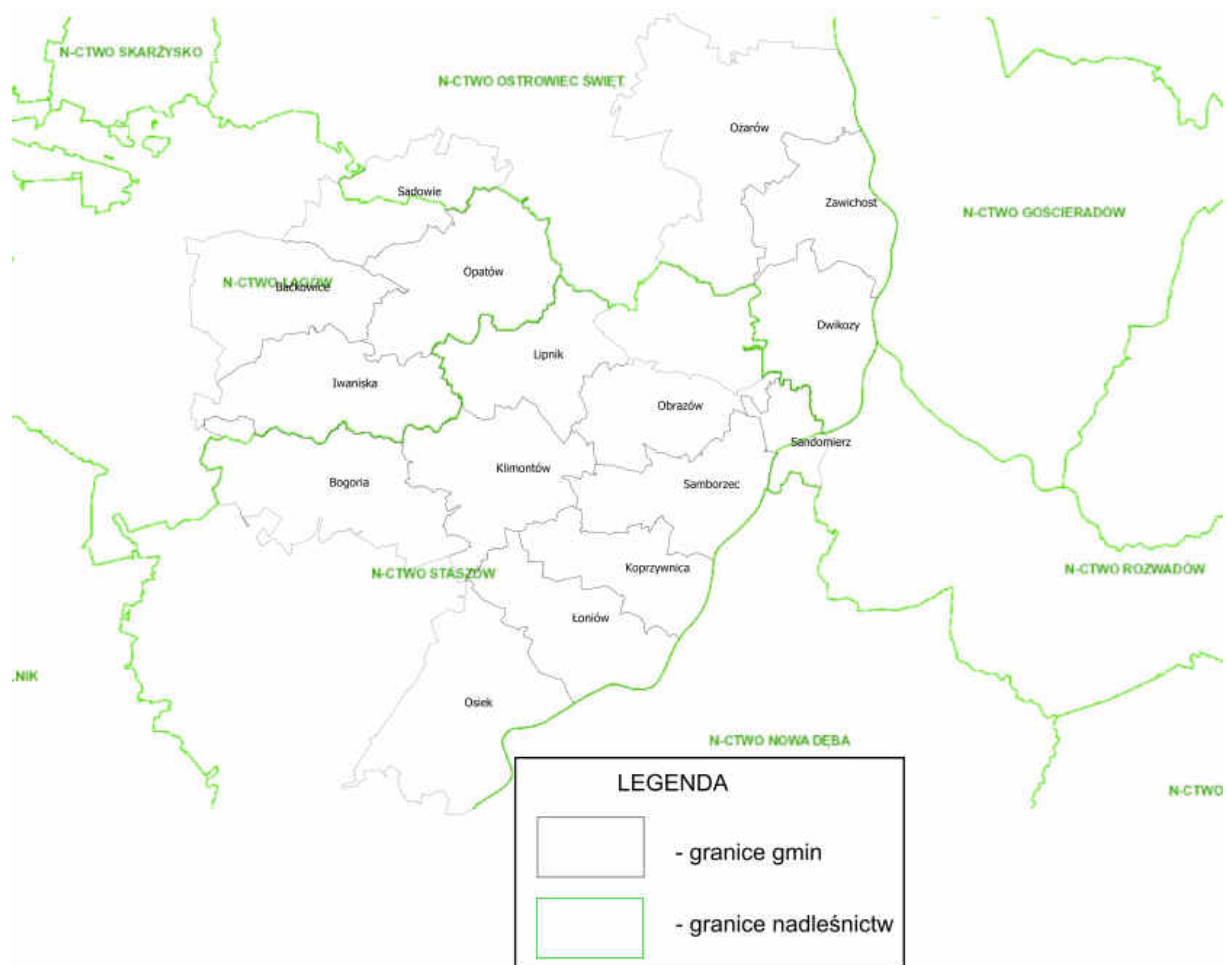 N-CTWO SKARŻYSKO
N-CTWO OSTROWIEC ŚWIĘT.
Ożarów
Sadowie
Zawichost
N-CTWO GOŚCIERADÓW
Opatów
N-CTWO ŁAGÓW
Baćkowice
Dwikozy
Lipnik
Iwaniska
Obrazów
Sandomierz
Klimontów
Bogoria
Samborzec
Koprzywnica
N-CTWO ROZWADÓW
N-CTWO STASZÓW
Łoniów
LNIK
Osiek
N-CTWO NOWA DĘBA
LEGENDA
N-CTWO
- granice gmin
- granice nadleśnictw